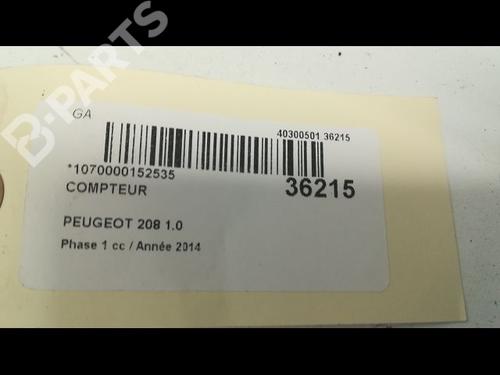 B-PARTS
GA
40300501 36215
*1070000152535
COMPTEUR
36215
PEUGEOT 208 1.0
Phase 1 cc / Année 2014